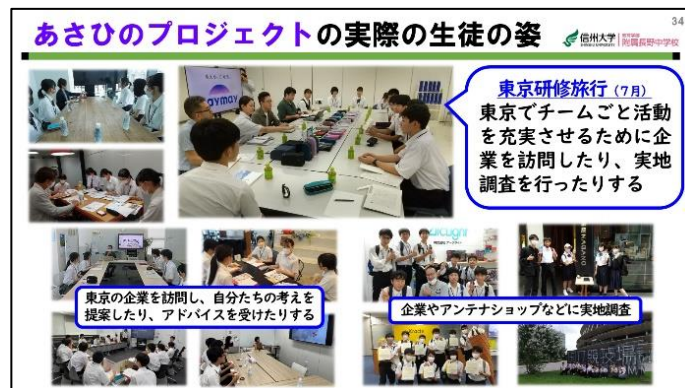 34
あさひのプロジェクトの実際の生徒の姿
信州大学
附属長野中学校
東京研修旅行(7月)
東京でチームごと活動
を充実させるために企
業を訪問したり、実地
調査を行ったりする
東京の企業を訪問し、自分たちの考えを
提案したり、アドバイスを受けたりする
企業やアンテナショップなどに実地調査